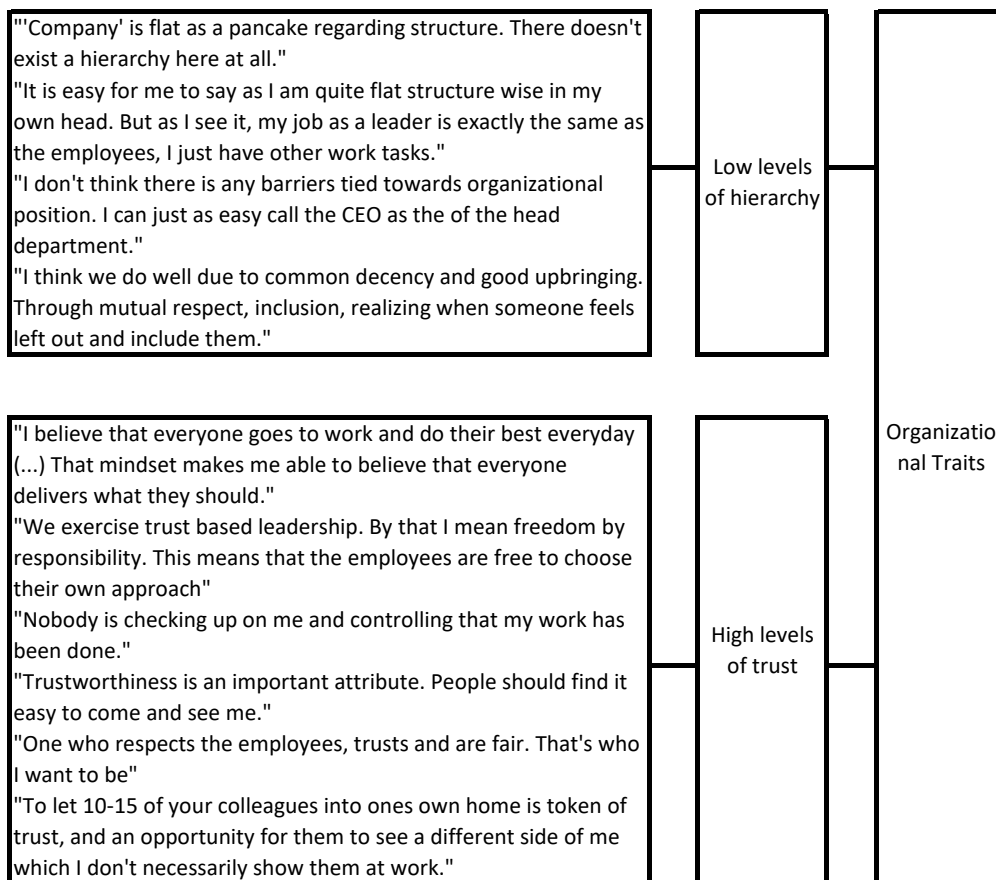 "'Company' is flat as a pancake regarding structure. There doesn't
exist a hierarchy here at all."
"It is easy for me to say as I am quite flat structure wise in my
own head. But as I see it, my job as a leader is exactly the same as
the employees, I just have other work tasks."
"I don't think there is any barriers tied towards organizational
position. I can just as easy call the CEO as the of the head
department."
"I think we do well due to common decency and good upbringing.
Through mutual respect, inclusion, realizing when someone feels
left out and include them."
Low levels
of hierarchy
"I believe that everyone goes to work and do their best everyday
(...) That mindset makes me able to believe that everyone
delivers what they should."
"We exercise trust based leadership. By that I mean freedom by
responsibility. This means that the employees are free to choose
their own approach"
"Nobody is checking up on me and controlling that my work has
been done."
"Trustworthiness is an important attribute. People should find it
easy to come and see me."
"One who respects the employees, trusts and are fair. That's who
I want to be"
"To let 10-15 of your colleagues into ones own home is token of
trust, and an opportunity for them to see a different side of me
which I don't necessarily show them at work."
High levels
of trust
Organizatio
nal Traits